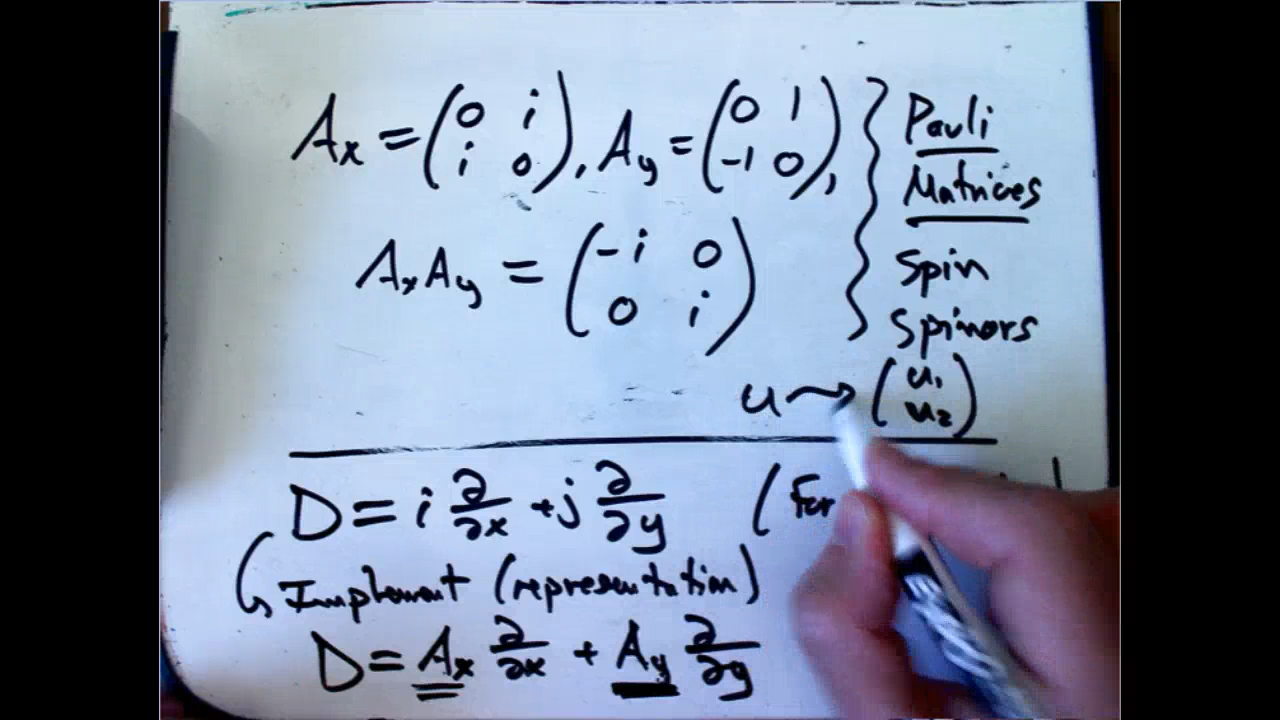 Ax = (0 i / i 0), Ay = (0 1 / -1 0),
Pauli
Matrices
AxAy = (-i 0 / 0 i)
Spin
Spinors
u ⇝ (u1 / u2)
D = i ∂/∂x + j ∂/∂y (For
Implement (representation)
D = Ax ∂/∂x + Ay ∂/∂y